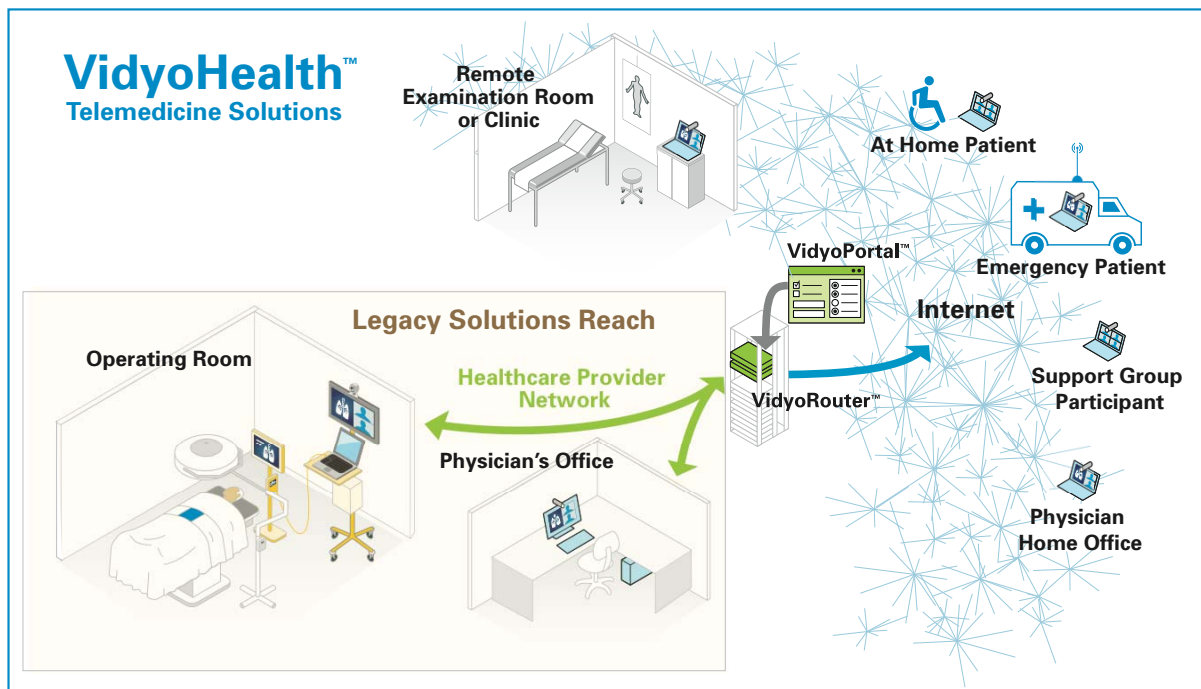 VidyoHealth™
Telemedicine Solutions
Remote
Examination Room
or Clinic
At Home Patient
Emergency Patient
VidyoPortal™
Internet
Legacy Solutions Reach
Operating Room
Healthcare Provider
Network
VidyoRouter™
Support Group
Participant
Physician's Office
Physician
Home Office